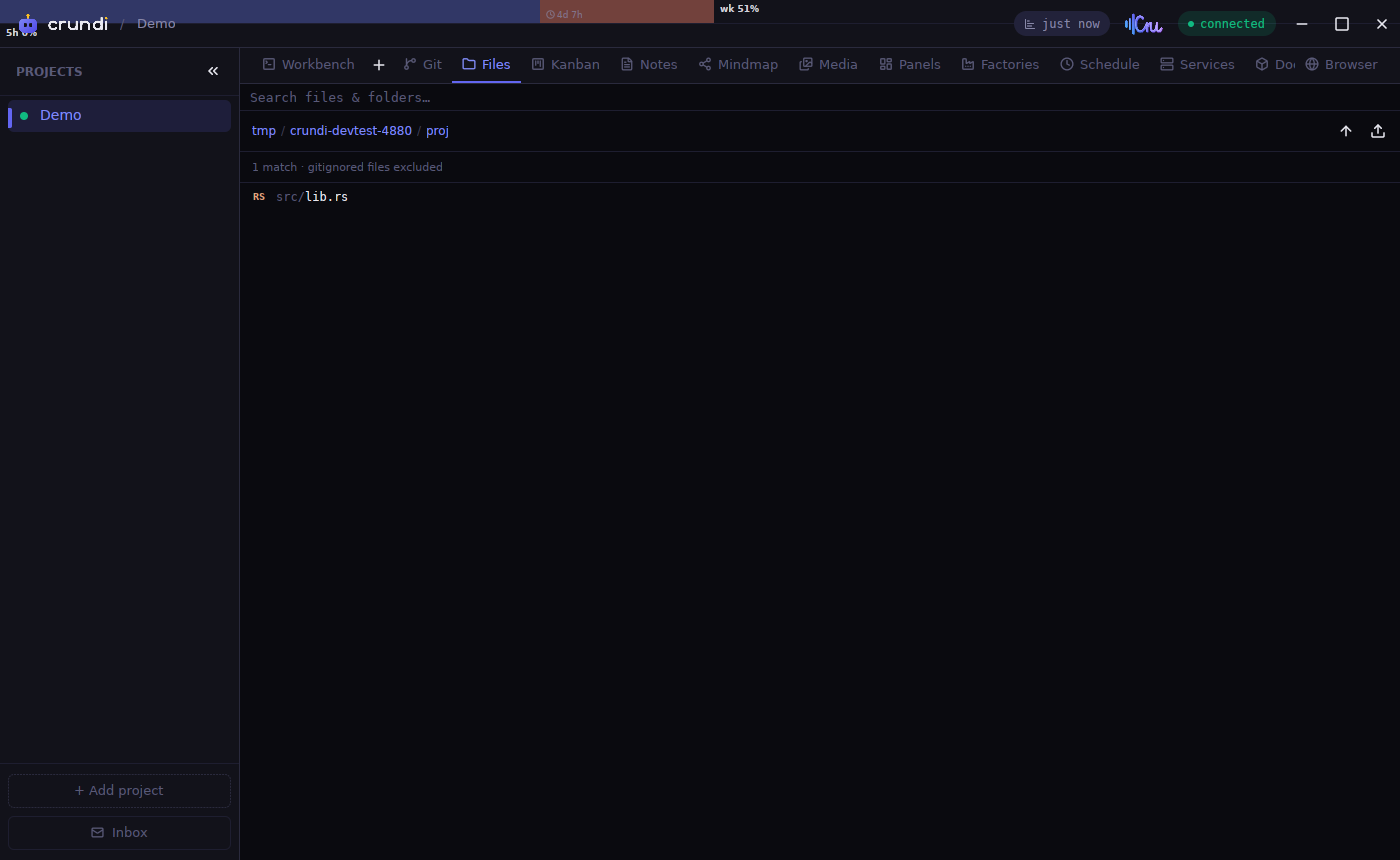 4d 7h
wk 51%
crundi / Demo
just now
Cru
connected
5h 0%
PROJECTS
Workbench
Git
Files
Kanban
Notes
Mindmap
Media
Panels
Factories
Schedule
Services
Doc
Browser
Demo
Search files & folders…
tmp / crundi-devtest-4880 / proj
1 match · gitignored files excluded
RS src/lib.rs
+ Add project
Inbox